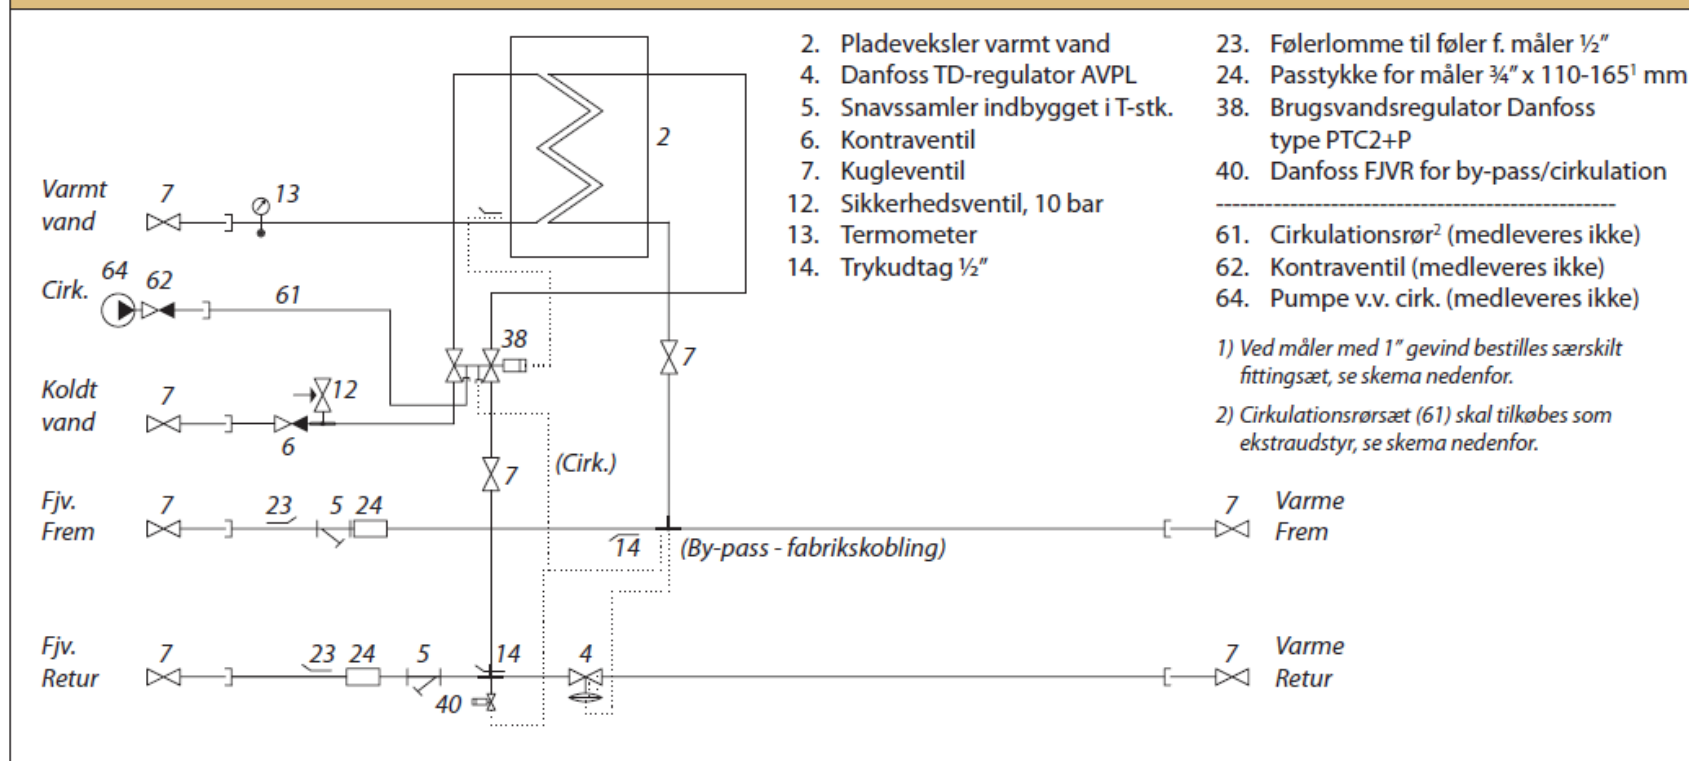 2. Pladeveksler varmt vand
4. Danfoss TD-regulator AVPL
5. Snavssamler indbygget i T-stk.
6. Kontraventil
7. Kugleventil
12. Sikkerhedsventil, 10 bar
13. Termometer
14. Trykudtag ½"
23. Følerlomme til føler f. måler ½"
24. Passtykke for måler ¾" x 110-165¹ mm
38. Brugsvandsregulator Danfoss
type PTC2+P
40. Danfoss FJVR for by-pass/cirkulation
--------------------------------------------------
61. Cirkulationsrør² (medleveres ikke)
62. Kontraventil (medleveres ikke)
64. Pumpe v.v. cirk. (medleveres ikke)
1) Ved måler med 1" gevind bestilles særskilt
fittingsæt, se skema nedenfor.
2) Cirkulationsrørsæt (61) skal tilkøbes som
ekstraudstyr, se skema nedenfor.
2
Varmt
vand
7
13
Cirk.
64
62
61
38
7
Koldt
vand
7
12
6
7
(Cirk.)
Fjv.
Frem
7
23
5
24
14
(By-pass - fabrikskobling)
7
Varme
Frem
Fjv.
Retur
7
23
24
5
14
4
40
7
Varme
Retur